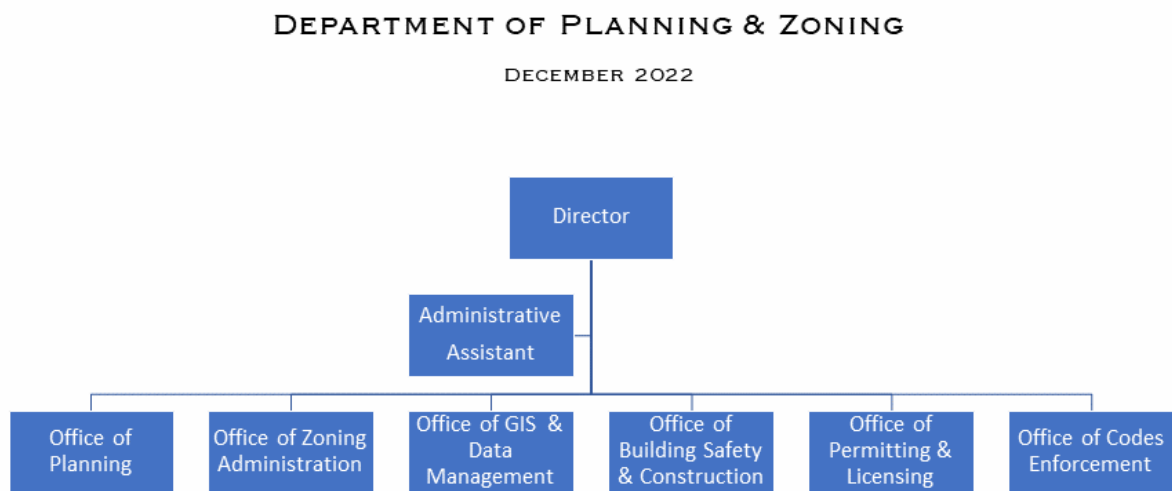 DEPARTMENT OF PLANNING & ZONING
DECEMBER 2022
Director
Administrative
Assistant
Office of
Planning
Office of Zoning
Administration
Office of GIS &
Data
Management
Office of
Building Safety
& Construction
Office of
Permitting &
Licensing
Office of Codes
Enforcement